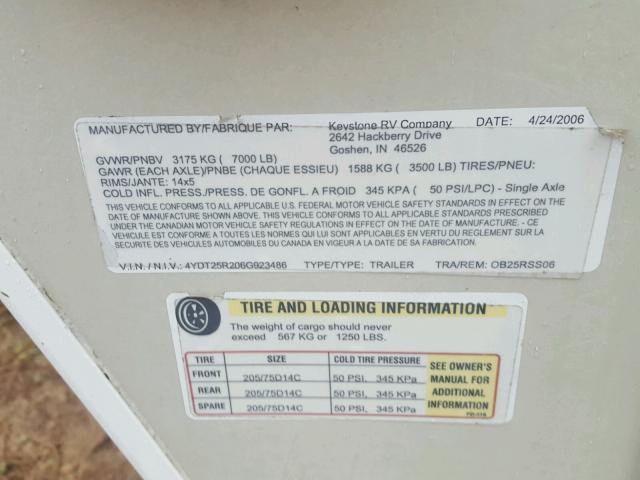 MANUFACTURED BY/FABRIQUE PAR: Keystone RV Company DATE: 4/24/2006
2642 Hackberry Drive
Goshen, IN 46526
GVWR/PNBV 3175 KG ( 7000 LB)
GAWR (EACH AXLE)/PNBE (CHAQUE ESSIEU) 1588 KG ( 3500 LB) TIRES/PNEU:
RIMS/JANTE: 14x5
COLD INFL. PRESS./PRESS. DE GONFL. A FROID 345 KPA ( 50 PSI/LPC) - Single Axle
THIS VEHICLE CONFORMS TO ALL APPLICABLE U.S. FEDERAL MOTOR VEHICLE SAFETY STANDARDS IN EFFECT ON THE
DATE OF MANUFACTURE SHOWN ABOVE. THIS VEHICLE CONFORMS TO ALL APPLICABLE STANDARDS PRESCRIBED
UNDER THE CANADIAN MOTOR VEHICLE SAFETY REGULATIONS IN EFFECT ON THE DATE OF MANUFACTURE - CE
VEHICULE EST CONFORME A TOUTES LES NORMES QUI LUI SONT APPLICABLES EN VERTU DU REGLEMENT SUR LA
SECURITE DES VEHICULES AUTOMOBILES DU CANADA EN VIGEUR A LA DATE DE SA FABRICATION.
V.I.N. / N.I.V.: 4YDT25R206G923486 TYPE/TYPE: TRAILER TRA/REM: OB25RSS06
TIRE AND LOADING INFORMATION
The weight of cargo should never
exceed 567 KG or 1250 LBS.
TIRE SIZE COLD TIRE PRESSURE SEE OWNER'S
FRONT 205/75D14C 50 PSI, 345 KPa MANUAL FOR
REAR 205/75D14C 50 PSI, 345 KPa ADDITIONAL
SPARE 205/75D14C 50 PSI, 345 KPa INFORMATION